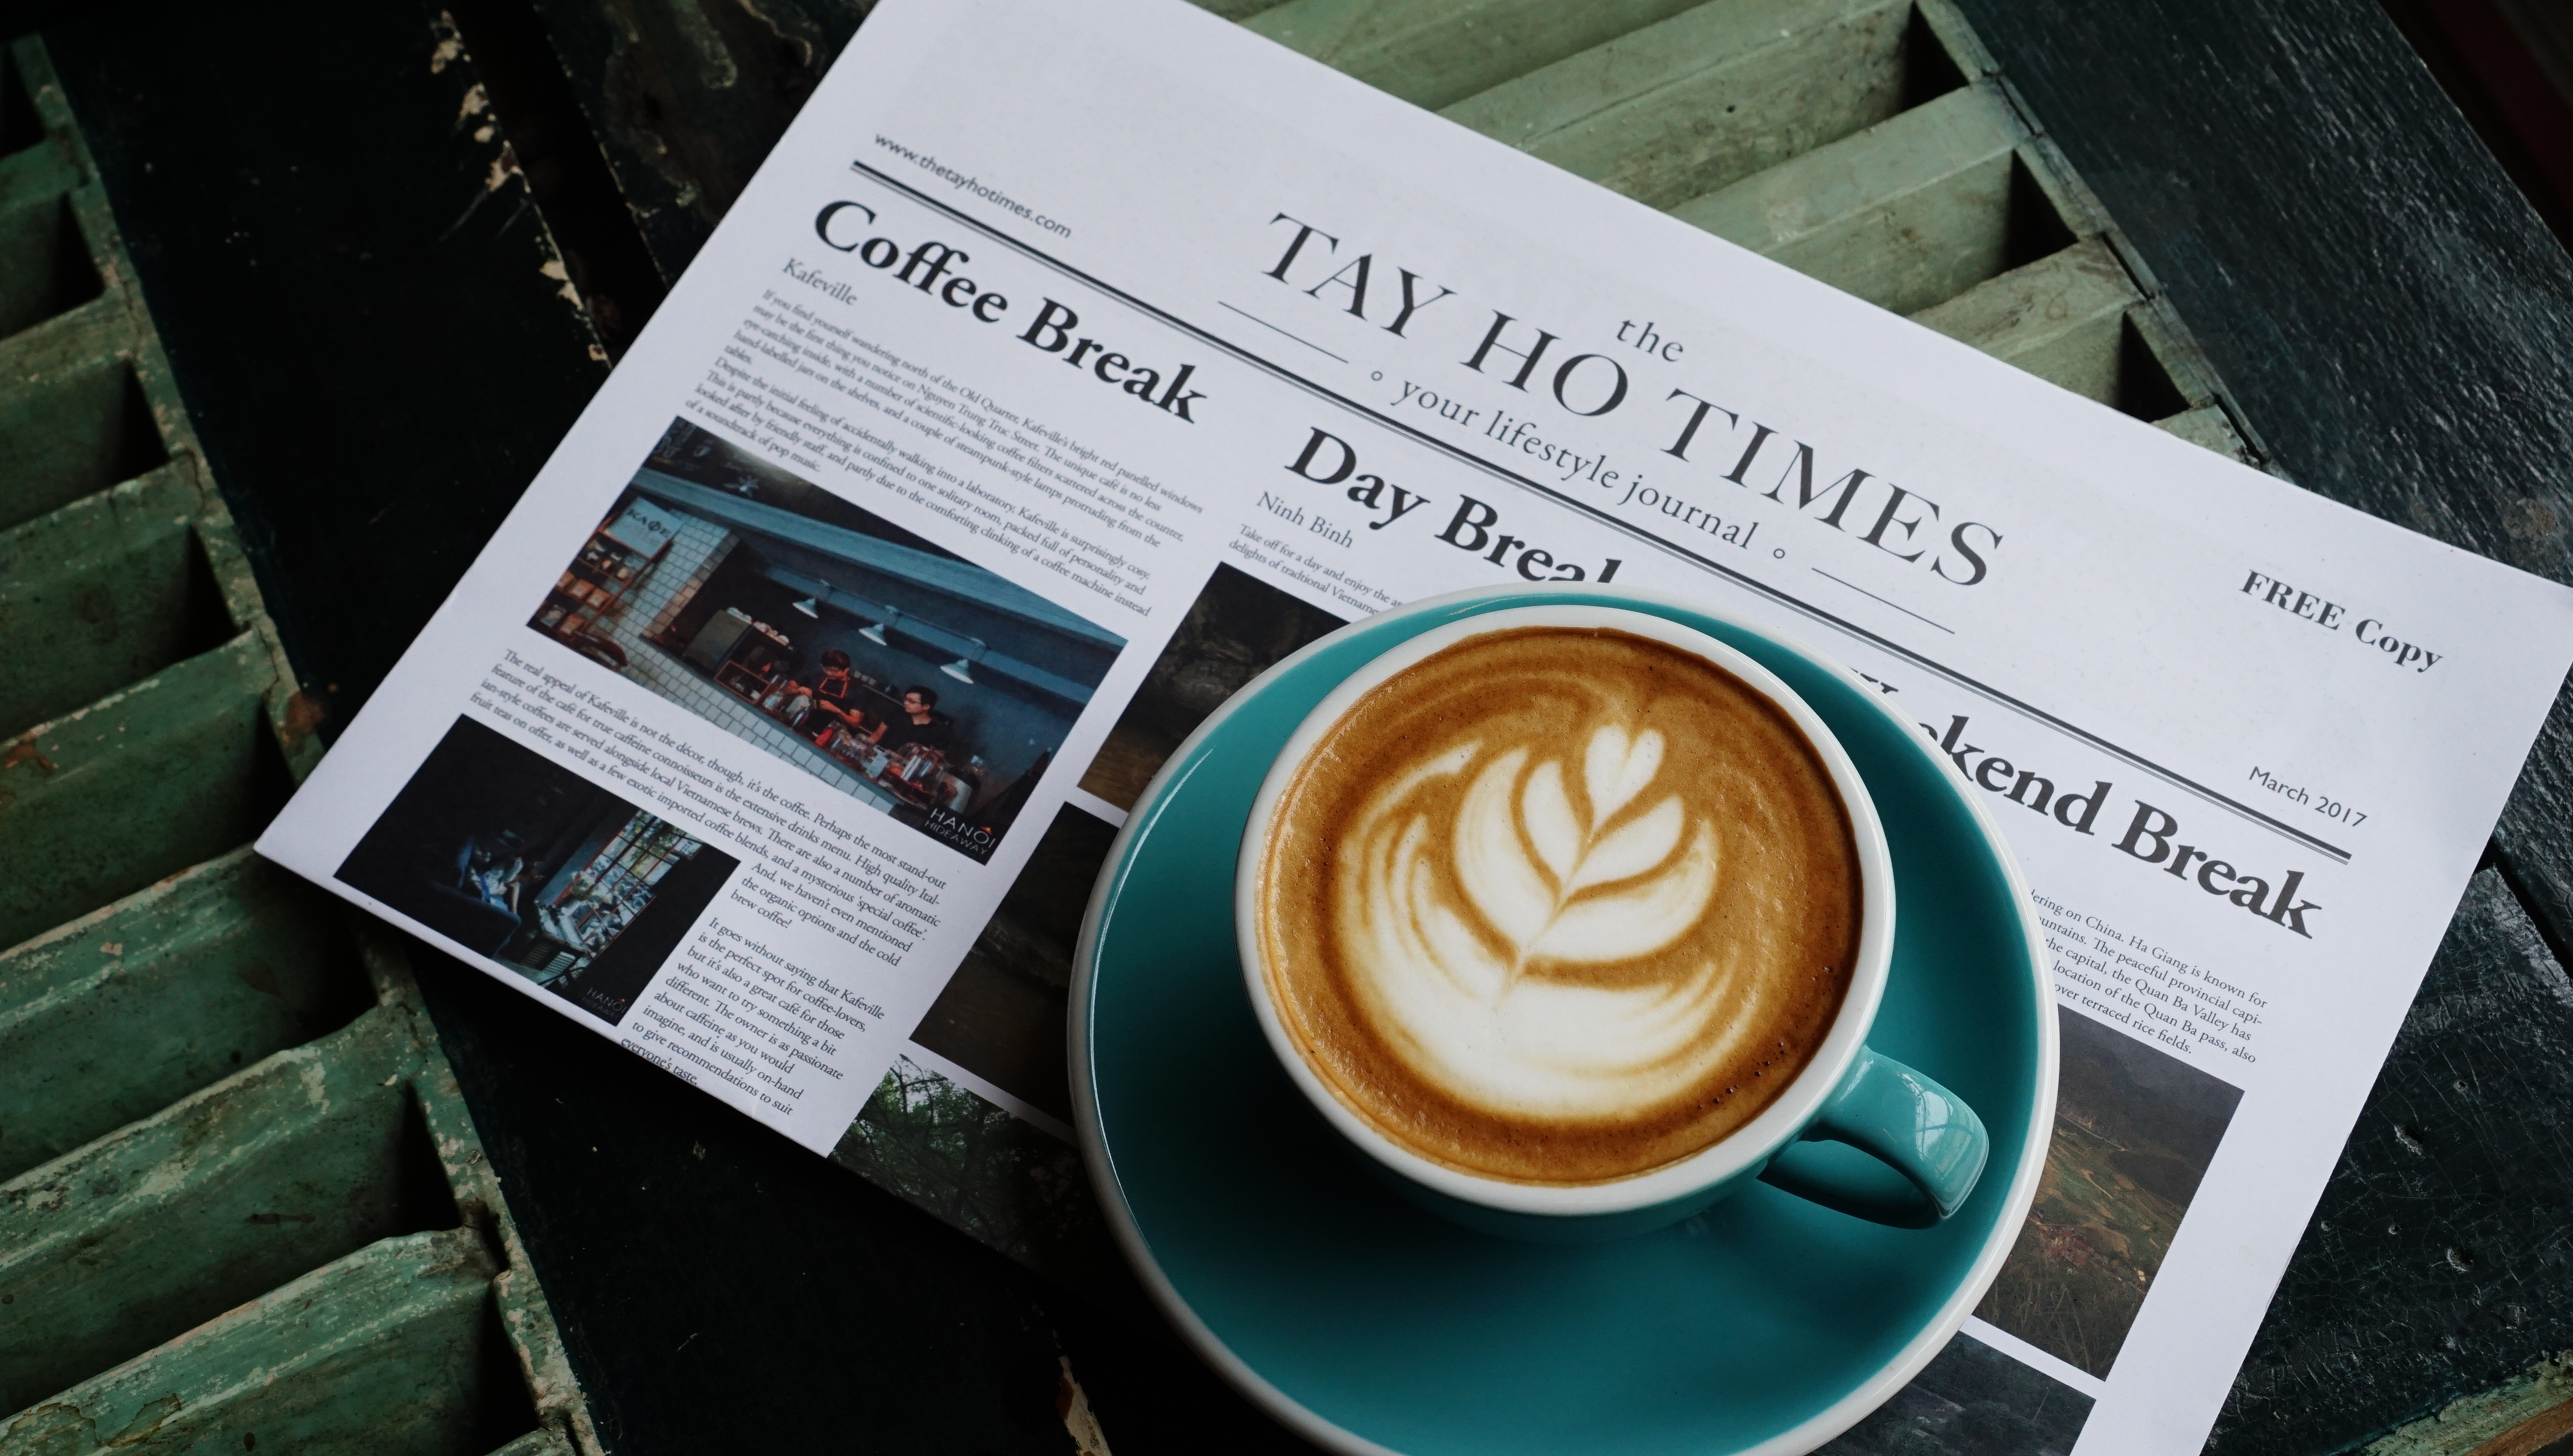 www.thetayhotimes.com
the
TAY HO TIMES
your lifestyle journal
FREE Copy
March 2017
Coffee Break
Kafeville
If you find yourself wandering north of the Old Quarter, Kafeville's bright red panelled windows
may be the first thing you notice on Nguyen Trung Truc Street. The unique café is no less
eye-catching inside, with a number of scientific-looking coffee filters scattered across the counter,
hand-labelled jars on the shelves, and a couple of steampunk-style lamps protruding from the
tables.
Despite the initial feeling of accidentally walking into a laboratory, Kafeville is surprisingly cosy.
This is partly because everything is confined to one solitary room, packed full of personality and
looked after by friendly staff, and partly due to the comforting clinking of a coffee machine instead
of a soundtrack of pop music.
КАФЕ
HANOI
HIDEAWAY
The real appeal of Kafeville is not the décor, though, it's the coffee. Perhaps the most stand-out
feature of the café for true caffeine connoisseurs is the extensive drinks menu. High quality Ital-
ian-style coffees are served alongside local Vietnamese brews. There are also a number of aromatic
fruit teas on offer, as well as a few exotic imported coffee blends, and a mysterious 'special coffee'.
And, we haven't even mentioned
the organic options and the cold
brew coffee!
It goes without saying that Kafeville
is the perfect spot for coffee-lovers,
but it's also a great café for those
who want to try something a bit
different. The owner is as passionate
about caffeine as you would
imagine, and is usually on-hand
to give recommendations to suit
everyone's taste.
HANOI
Day Break
Ninh Binh
Take off for a day and enjoy the
delights of traditional Vietname
ekend Break
dering on China. Ha Giang is known for
ountains. The peaceful provincial capi-
the capital, the Quan Ba Valley has
location of the Quan Ba pass, also
over terraced rice fields.